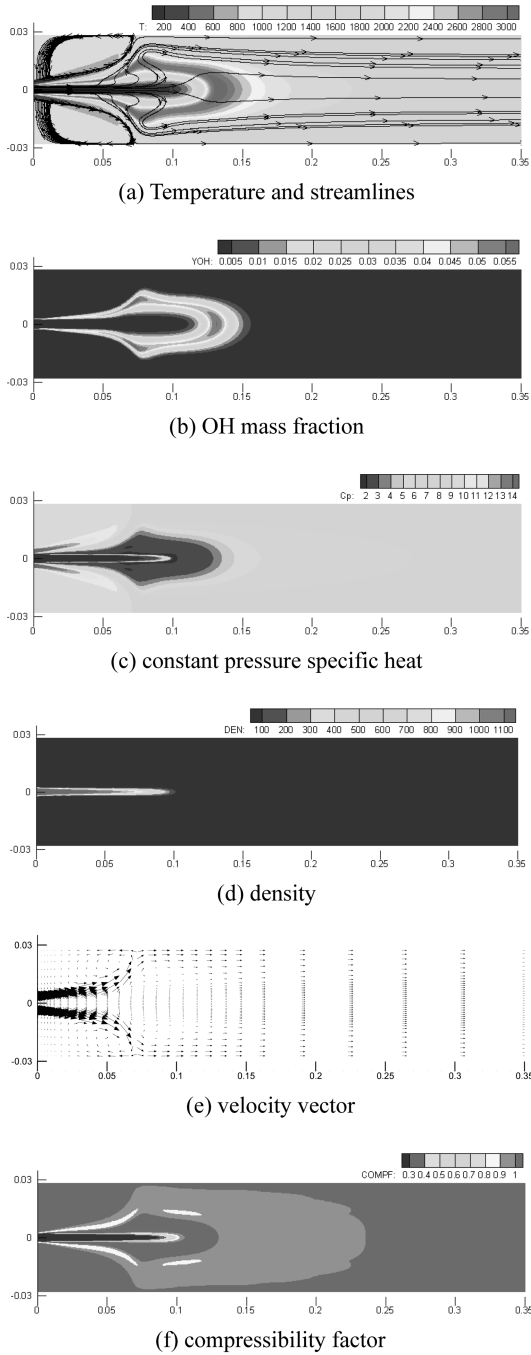 T: 200 400 600 800 1000 1200 1400 1600 1800 2000 2200 2400 2600 2800 3000
0.03
0
-0.03
0 0.05 0.1 0.15 0.2 0.25 0.3 0.35
(a) Temperature and streamlines
YOH: 0.005 0.01 0.015 0.02 0.025 0.03 0.035 0.04 0.045 0.05 0.055
0.03
0
-0.03
0 0.05 0.1 0.15 0.2 0.25 0.3 0.35
(b) OH mass fraction
Cp: 2 3 4 5 6 7 8 9 10 11 12 13 14
0.03
0
-0.03
0 0.05 0.1 0.15 0.2 0.25 0.3 0.35
(c) constant pressure specific heat
DEN: 100 200 300 400 500 600 700 800 900 1000 1100
0.03
0
-0.03
0 0.05 0.1 0.15 0.2 0.25 0.3 0.35
(d) density
0.03
0
-0.03
0 0.05 0.1 0.15 0.2 0.25 0.3 0.35
(e) velocity vector
COMPF: 0.3 0.4 0.5 0.6 0.7 0.8 0.9 1
0.03
0
-0.03
0 0.05 0.1 0.15 0.2 0.25 0.3 0.35
(f) compressibility factor